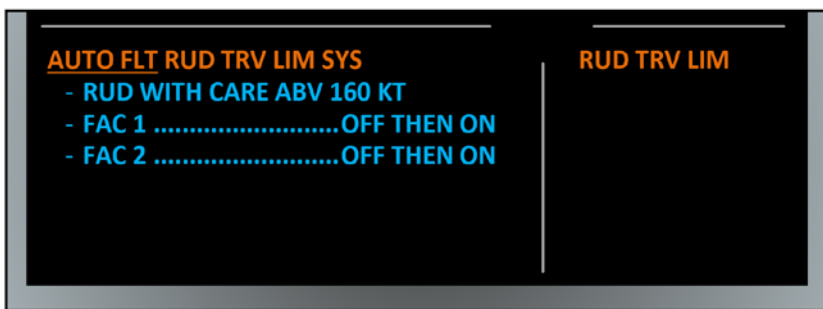 AUTO FLT RUD TRV LIM SYS
- RUD WITH CARE ABV 160 KT
- FAC 1 ...........................OFF THEN ON
- FAC 2 ...........................OFF THEN ON
RUD TRV LIM